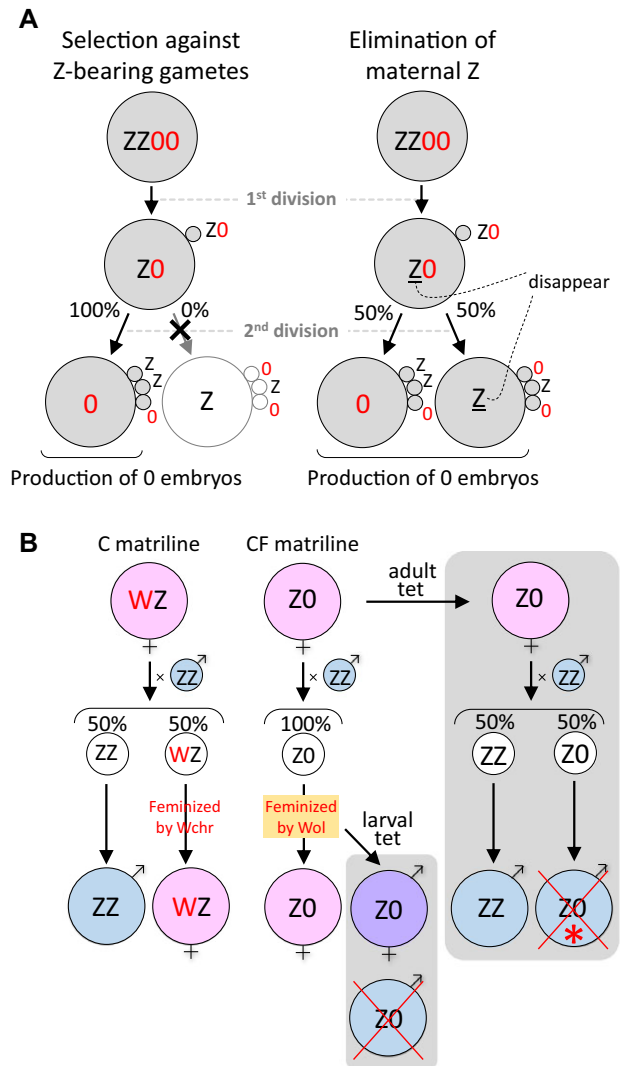 A
Selection against
Z-bearing gametes
Elimination of
maternal Z
ZZ00
ZZ00
1st division
Z0
Z0
Z0
Z0
disappear
100%
0%
50%
50%
2nd division
0
Z
Z
0
Z
0
Z
0
0
Z
Z
0
Z
0
Z
0
Production of 0 embryos
Production of 0 embryos
B
C matriline
CF matriline
WZ
Z0
adult
tet
Z0
× ZZ
× ZZ
× ZZ
50%
50%
100%
50%
50%
ZZ
WZ
Z0
ZZ
Z0
Feminized
by Wchr
Feminized
by Wol
larval
tet
ZZ
WZ
Z0
Z0
ZZ
Z0
*
Z0